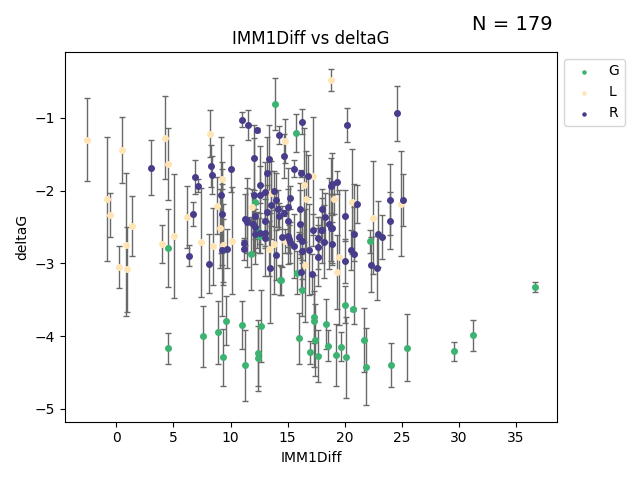 N = 179
IMM1Diff vs deltaG
G
L
R
−1
−2
−3
−4
−5
deltaG
0 5 10 15 20 25 30 35
IMM1Diff